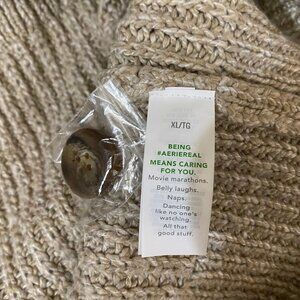 XL/TG
BEING
#AERIEREAL
MEANS CARING
FOR YOU.
Movie marathons.
Belly laughs.
Naps.
Dancing
like no one's
watching.
All that
good stuff.